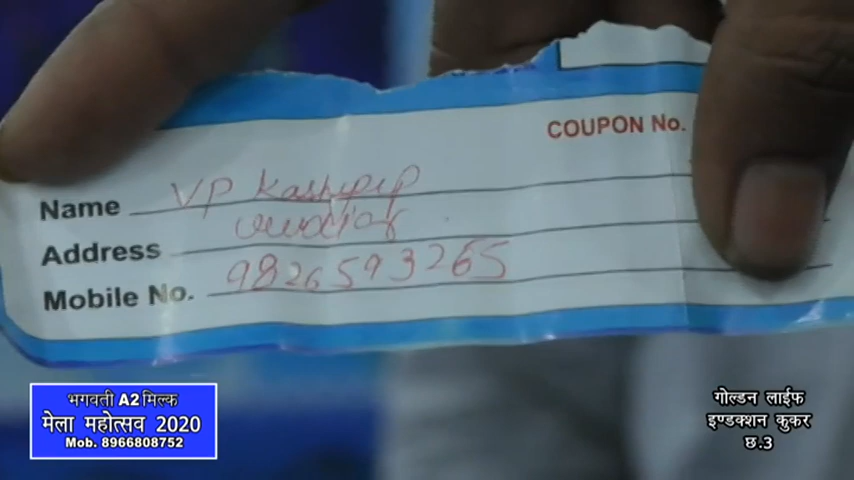 COUPON No.
Name VP Kashyap
Address
Mobile No. 9826593265
भगवती A2 मिल्क
मेला महोत्सव 2020
Mob. 8966808752
गोल्डन लाईफ
इण्डक्शन कुकर
छ.3